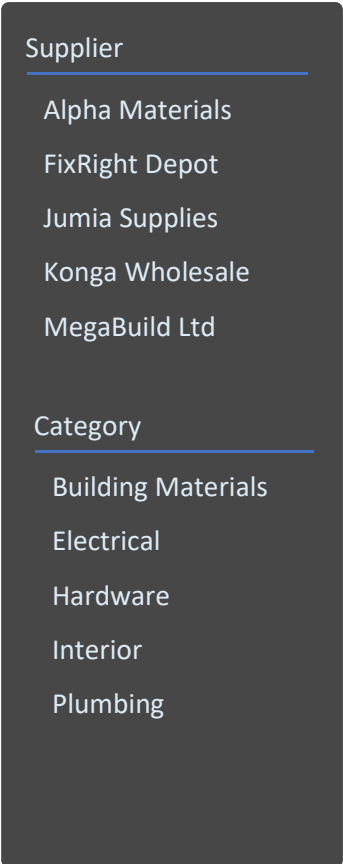 Supplier
Alpha Materials
FixRight Depot
Jumia Supplies
Konga Wholesale
MegaBuild Ltd
Category
Building Materials
Electrical
Hardware
Interior
Plumbing